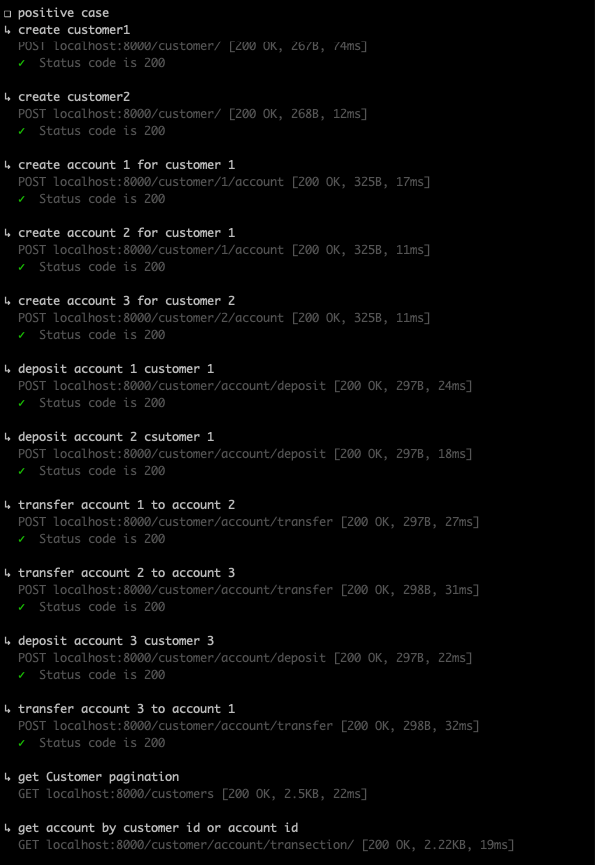 ❏ positive case
↳ create customer1
POST localhost:8000/customer/ [200 OK, 267B, 74ms]
✓ Status code is 200
↳ create customer2
POST localhost:8000/customer/ [200 OK, 268B, 12ms]
✓ Status code is 200
↳ create account 1 for customer 1
POST localhost:8000/customer/1/account [200 OK, 325B, 17ms]
✓ Status code is 200
↳ create account 2 for customer 1
POST localhost:8000/customer/1/account [200 OK, 325B, 11ms]
✓ Status code is 200
↳ create account 3 for customer 2
POST localhost:8000/customer/2/account [200 OK, 325B, 11ms]
✓ Status code is 200
↳ deposit account 1 customer 1
POST localhost:8000/customer/account/deposit [200 OK, 297B, 24ms]
✓ Status code is 200
↳ deposit account 2 csutomer 1
POST localhost:8000/customer/account/deposit [200 OK, 297B, 18ms]
✓ Status code is 200
↳ transfer account 1 to account 2
POST localhost:8000/customer/account/transfer [200 OK, 297B, 27ms]
✓ Status code is 200
↳ transfer account 2 to account 3
POST localhost:8000/customer/account/transfer [200 OK, 298B, 31ms]
✓ Status code is 200
↳ deposit account 3 customer 3
POST localhost:8000/customer/account/deposit [200 OK, 297B, 22ms]
✓ Status code is 200
↳ transfer account 3 to account 1
POST localhost:8000/customer/account/transfer [200 OK, 298B, 32ms]
✓ Status code is 200
↳ get Customer pagination
GET localhost:8000/customers [200 OK, 2.5KB, 22ms]
↳ get account by customer id or account id
GET localhost:8000/customer/account/transection/ [200 OK, 2.22KB, 19ms]